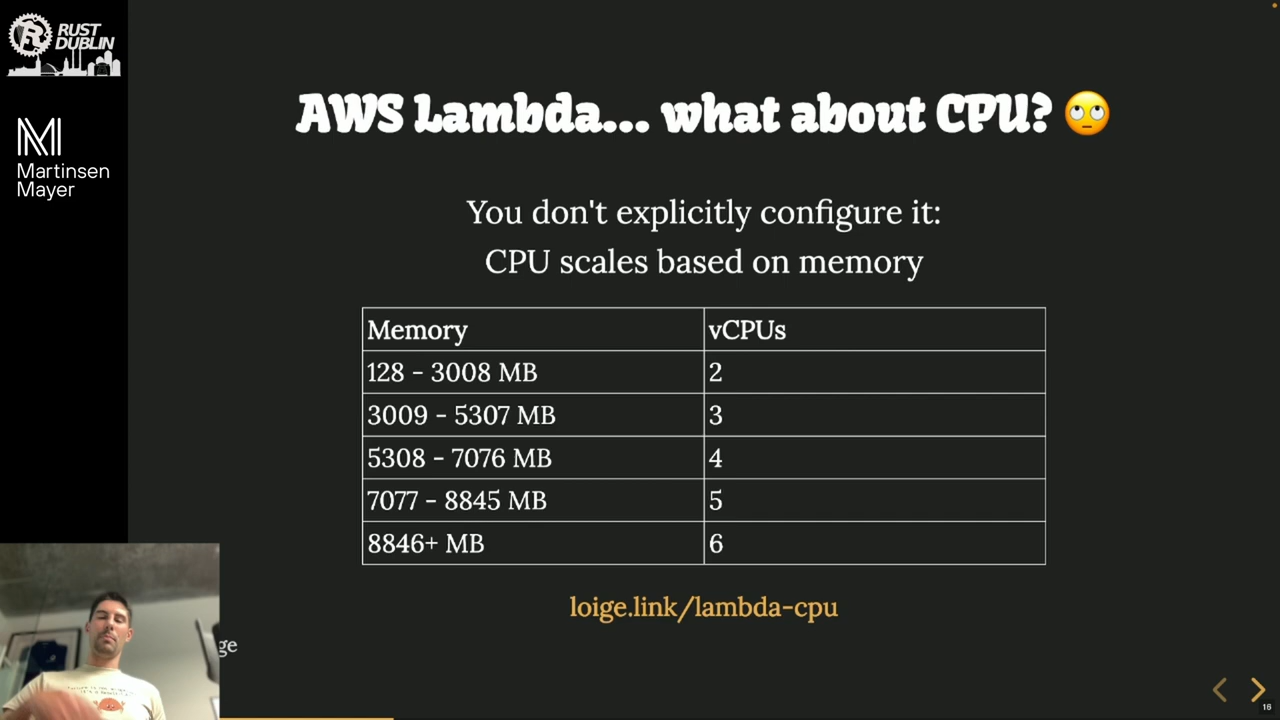 RUST
DUBLIN
Martinsen
Mayer
AWS Lambda... what about CPU? 🙄
You don't explicitly configure it:
CPU scales based on memory
Memory vCPUs
128 - 3008 MB 2
3009 - 5307 MB 3
5308 - 7076 MB 4
7077 - 8845 MB 5
8846+ MB 6
loige.link/lambda-cpu
ge
16